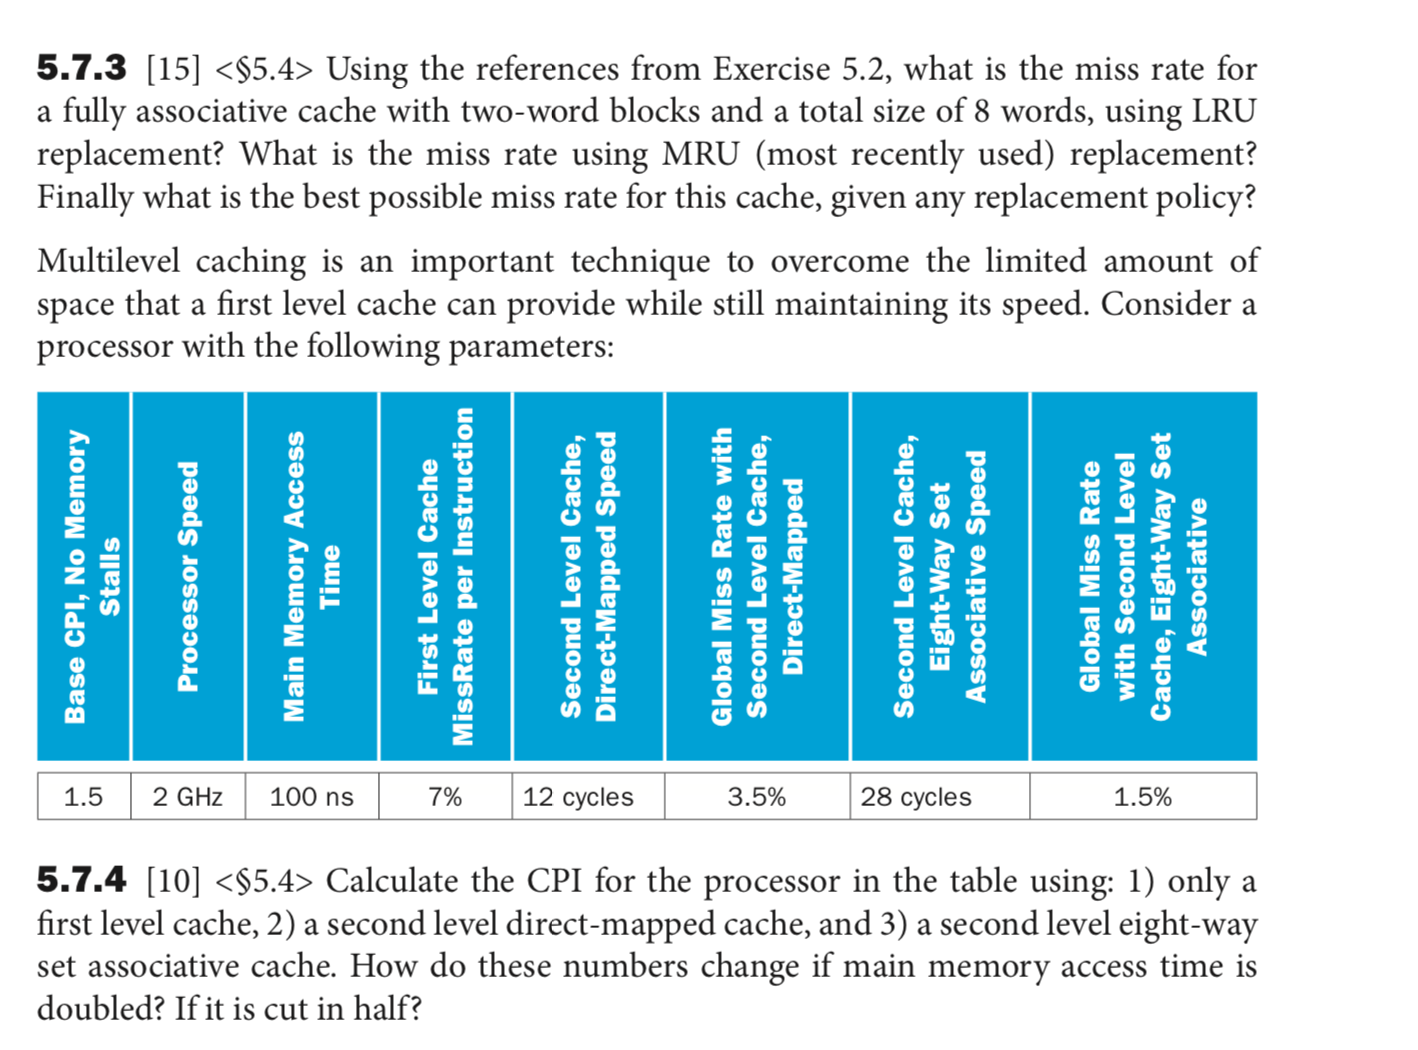 5.7.3 [15] <§5.4> Using the references from Exercise 5.2, what is the miss rate for
a fully associative cache with two-word blocks and a total size of 8 words, using LRU
replacement? What is the miss rate using MRU (most recently used) replacement?
Finally what is the best possible miss rate for this cache, given any replacement policy?
Multilevel caching is an important technique to overcome the limited amount of
space that a first level cache can provide while still maintaining its speed. Consider a
processor with the following parameters:
Base CPI, No Memory
Stalls
Processor Speed
Main Memory Access
Time
First Level Cache
MissRate per Instruction
Second Level Cache,
Direct-Mapped Speed
Global Miss Rate with
Second Level Cache,
Direct-Mapped
Second Level Cache,
Eight-Way Set
Associative Speed
Global Miss Rate
with Second Level
Cache, Eight-Way Set
Associative
1.5 2 GHz 100 ns 7% 12 cycles 3.5% 28 cycles 1.5%
5.7.4 [10] <§5.4> Calculate the CPI for the processor in the table using: 1) only a
first level cache, 2) a second level direct-mapped cache, and 3) a second level eight-way
set associative cache. How do these numbers change if main memory access time is
doubled? If it is cut in half?